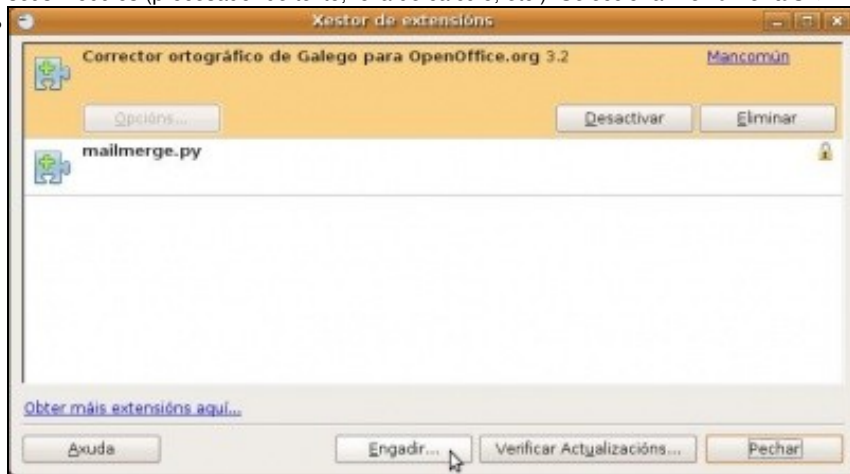 Xestor de extensións
Corrector ortográfico de Galego para OpenOffice.org 3.2 Mancomún
Opcións... Desactivar Eliminar
mailmerge.py
Obter máis extensións aquí...
Axuda Engadir... Verificar Actualizacións... Pechar